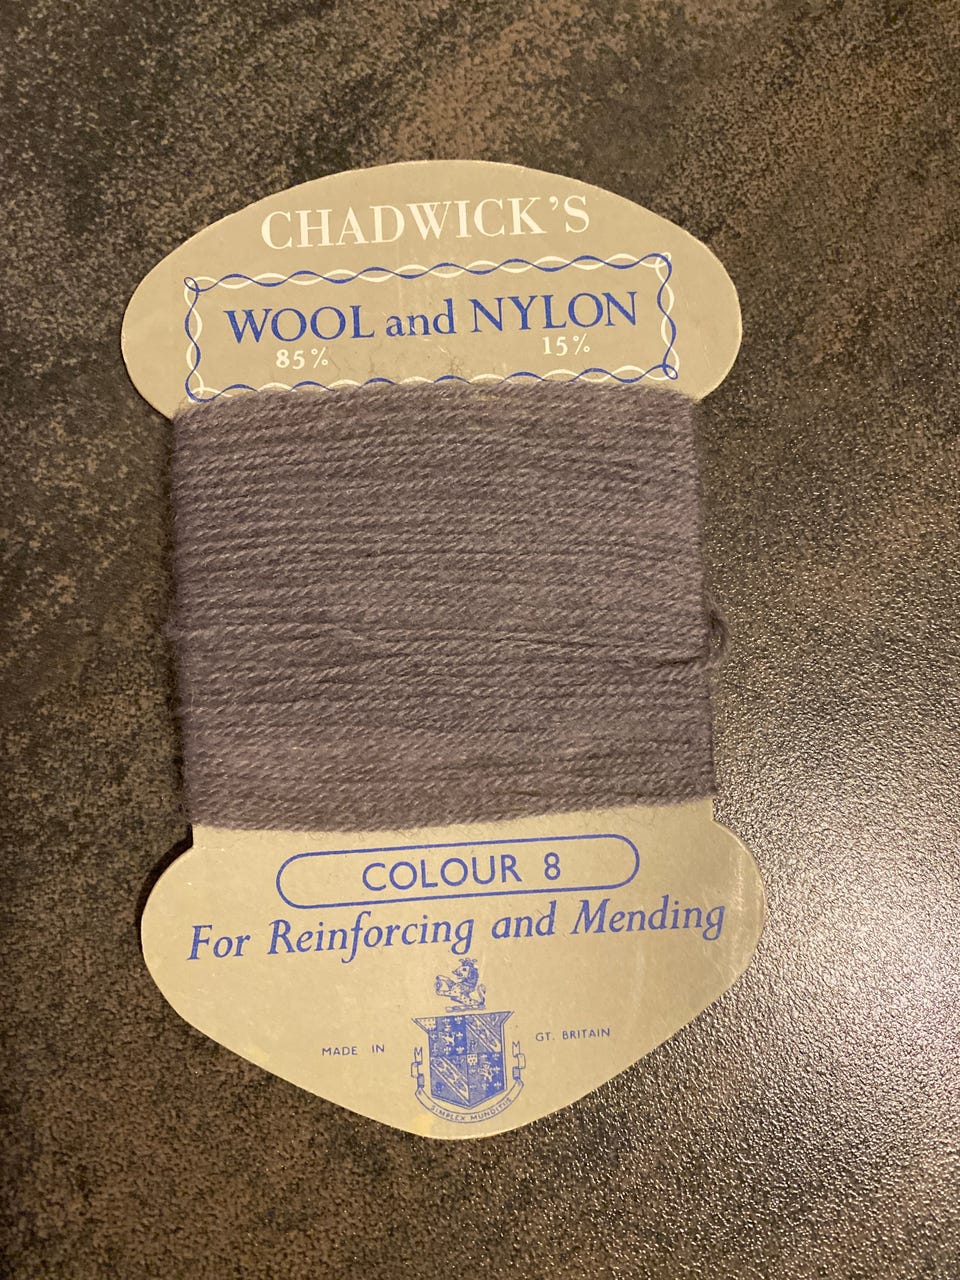 CHADWICK'S
WOOL and NYLON
85% 15%
COLOUR 8
For Reinforcing and Mending
MADE IN GT. BRITAIN
SIMPLEX MUNDITIIS